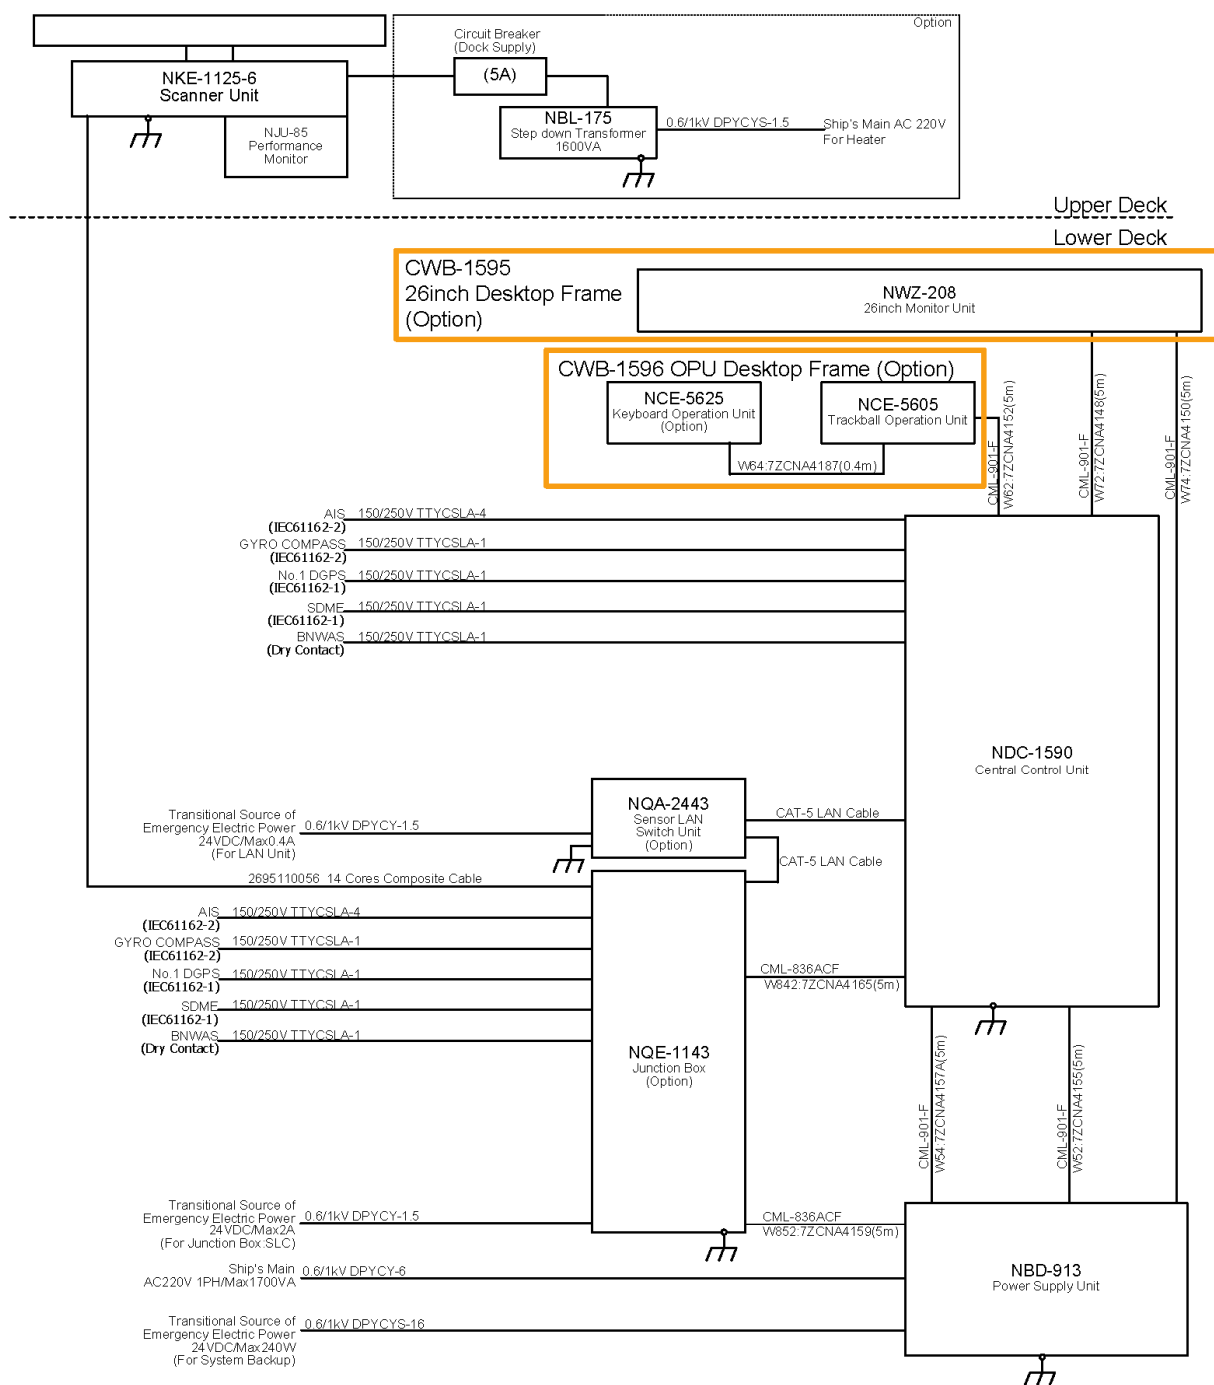 Option
Circuit Breaker
(Dock Supply)
(5A)
NKE-1125-6
Scanner Unit
NJU-85
Performance
Monitor
NBL-175
Step down Transformer
1600VA
0.6/1kV DPYCYS-1.5
Ship's Main AC 220V
For Heater
Upper Deck
Lower Deck
CWB-1595
26inch Desktop Frame
(Option)
NWZ-208
26inch Monitor Unit
CWB-1596 OPU Desktop Frame (Option)
NCE-5625
Keyboard Operation Unit
(Option)
NCE-5605
Trackball Operation Unit
W64:7ZCNA4187(0.4m)
CML-901-F
W62:7ZCNA4152(5m)
CML-901-F
W72:7ZCNA4148(5m)
CML-901-F
W74:7ZCNA4150(5m)
AIS 150/250V TTYCSLA-4
(IEC61162-2)
GYRO COMPASS 150/250V TTYCSLA-1
(IEC61162-2)
No.1 DGPS 150/250V TTYCSLA-1
(IEC61162-1)
SDME 150/250V TTYCSLA-1
(IEC61162-1)
BNWAS 150/250V TTYCSLA-1
(Dry Contact)
NDC-1590
Central Control Unit
Transitional Source of
Emergency Electric Power 0.6/1kV DPYCY-1.5
24VDC/Max0.4A
(For LAN Unit)
NQA-2443
Sensor LAN
Switch Unit
(Option)
CAT-5 LAN Cable
CAT-5 LAN Cable
2695110056 14 Cores Composite Cable
AIS 150/250V TTYCSLA-4
(IEC61162-2)
GYRO COMPASS 150/250V TTYCSLA-1
(IEC61162-2)
No.1 DGPS 150/250V TTYCSLA-1
(IEC61162-1)
SDME 150/250V TTYCSLA-1
(IEC61162-1)
BNWAS 150/250V TTYCSLA-1
(Dry Contact)
CML-836ACF
W842:7ZCNA4165(5m)
NQE-1143
Junction Box
(Option)
CML-901-F
W54:7ZCNA4157A(5m)
CML-901-F
W52:7ZCNA4155(5m)
Transitional Source of
Emergency Electric Power 0.6/1kV DPYCY-1.5
24VDC/Max2A
(For Junction Box:SLC)
CML-836ACF
W852:7ZCNA4159(5m)
Ship's Main 0.6/1kV DPYCY-6
AC220V 1PH/Max1700VA
NBD-913
Power Supply Unit
Transitional Source of
Emergency Electric Power 0.6/1kV DPYCYS-16
24VDC/Max240W
(For System Backup)